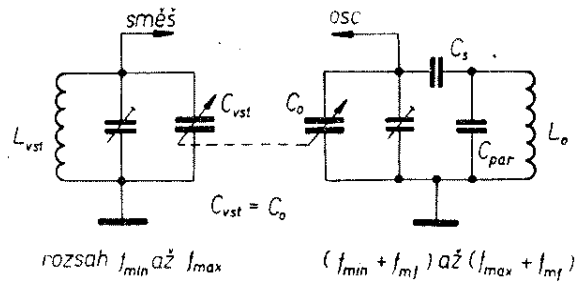 směš
osc
C_s
L_vst
C_vst
C_o
C_par
L_o
C_vst = C_o
rozsah f_min až f_max
(f_min + f_mf) až (f_max + f_mf)